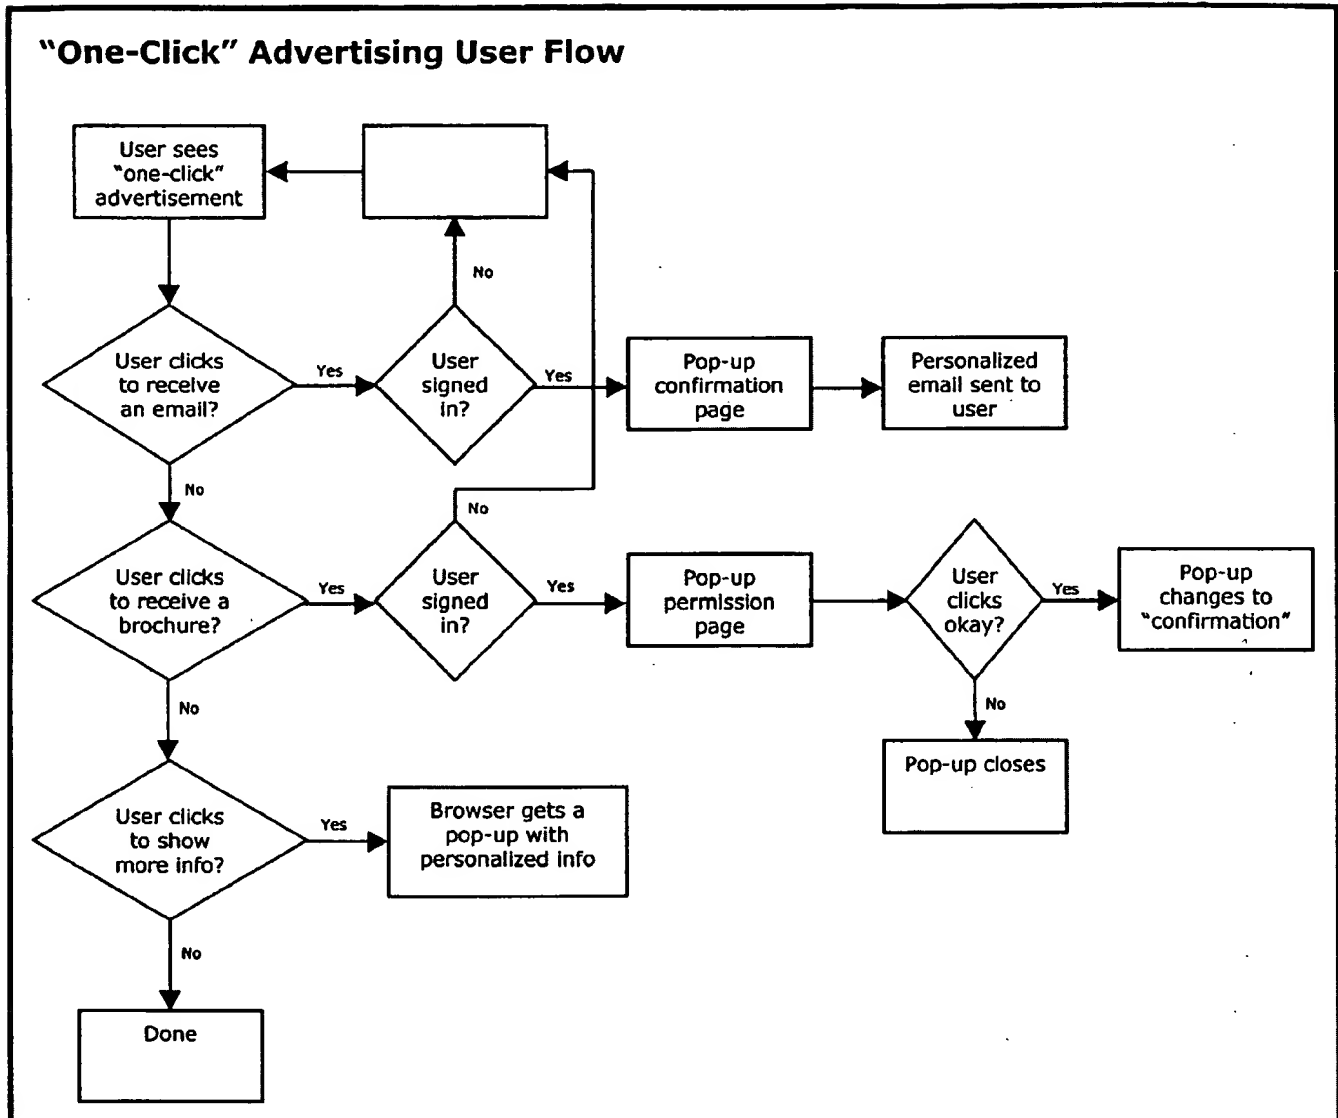 “One-Click” Advertising User Flow
User sees
“one-click”
advertisement
No
User clicks
to receive
an email?
Yes
User
signed
in?
Yes
Pop-up
confirmation
page
Personalized
email sent to
user
No
No
User clicks
to receive a
brochure?
Yes
User
signed
in?
Yes
Pop-up
permission
page
User
clicks
okay?
Yes
Pop-up
changes to
“confirmation”
No
No
Pop-up closes
User clicks
to show
more info?
Yes
Browser gets a
pop-up with
personalized info
No
Done